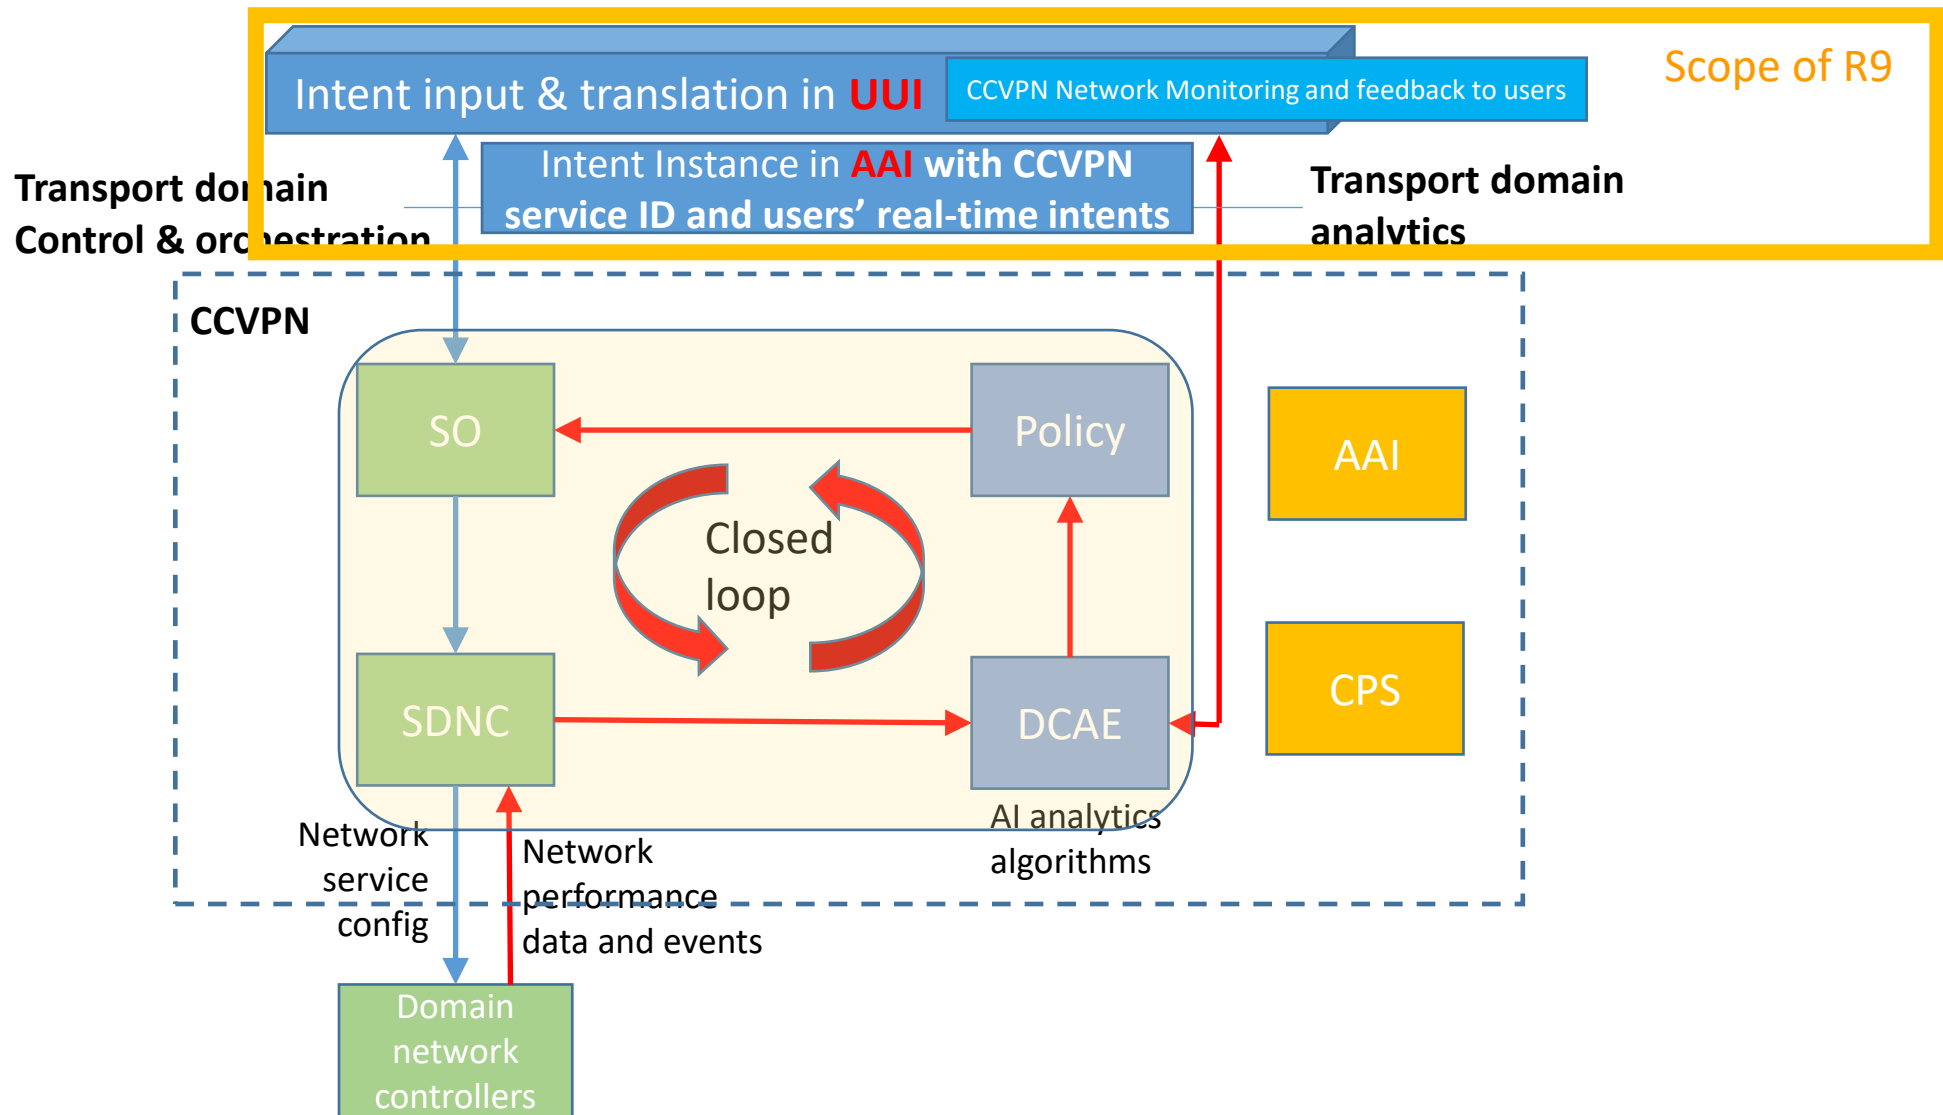 Scope of R9
Intent input & translation in UUI
CCVPN Network Monitoring and feedback to users
Intent Instance in AAI with CCVPN
service ID and users’ real-time intents
Transport domain
Control & orchestration
Transport domain
analytics
CCVPN
SO
Policy
AAI
Closed
loop
SDNC
DCAE
CPS
AI analytics
algorithms
Network
service
config
Network
performance
data and events
Domain
network
controllers